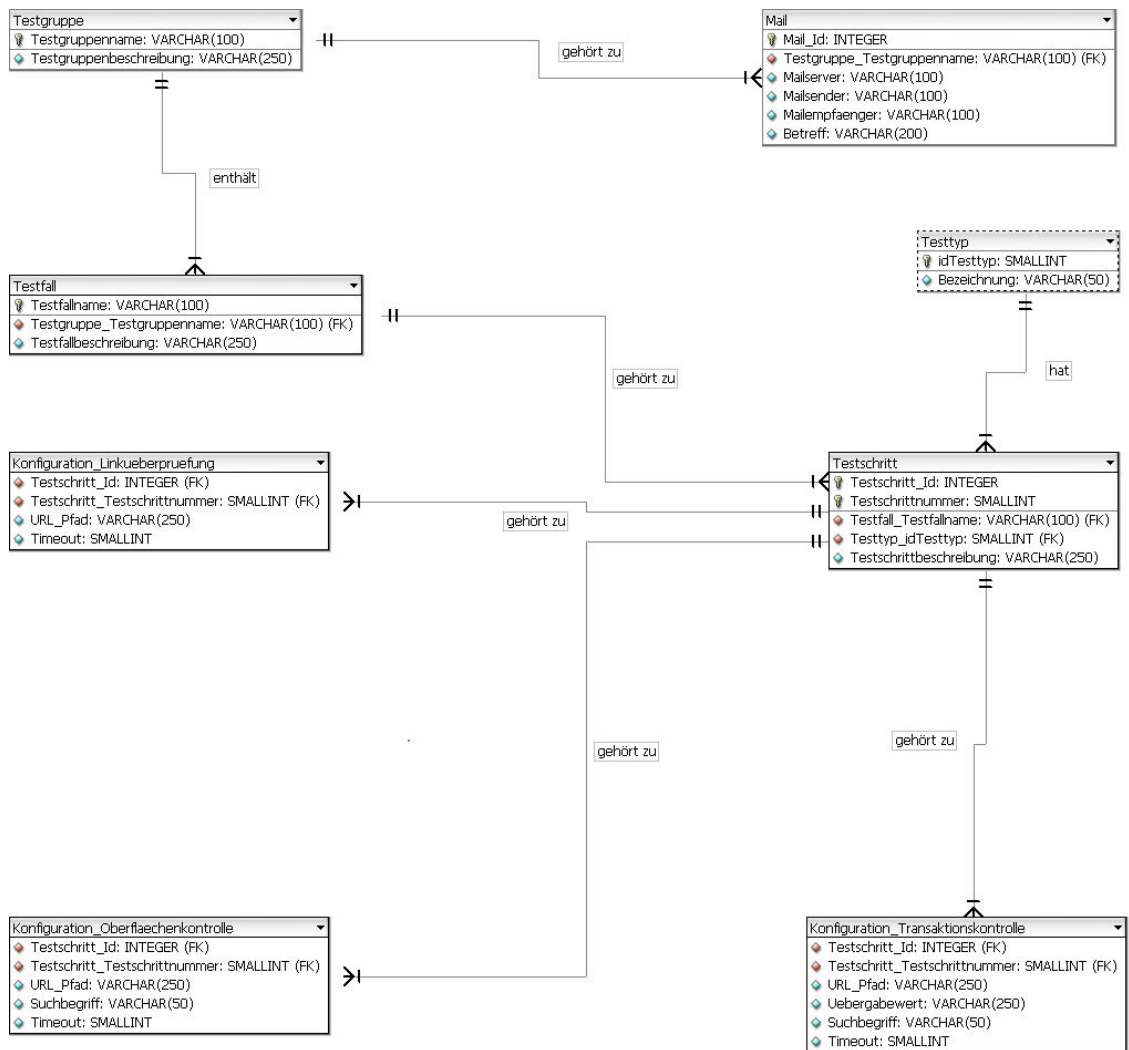 Testgruppe
Testgruppenname: VARCHAR(100)
Testgruppenbeschreibung: VARCHAR(250)
gehört zu
Mail
Mail_Id: INTEGER
Testgruppe_Testgruppenname: VARCHAR(100) (FK)
Mailserver: VARCHAR(100)
Mailsender: VARCHAR(100)
Mailempfaenger: VARCHAR(100)
Betreff: VARCHAR(200)
enthält
Testtyp
idTesttyp: SMALLINT
Bezeichnung: VARCHAR(50)
Testfall
Testfallname: VARCHAR(100)
Testgruppe_Testgruppenname: VARCHAR(100) (FK)
Testfallbeschreibung: VARCHAR(250)
gehört zu
hat
Konfiguration_Linkueberpruefung
Testschritt_Id: INTEGER (FK)
Testschritt_Testschrittnummer: SMALLINT (FK)
URL_Pfad: VARCHAR(250)
Timeout: SMALLINT
gehört zu
Testschritt
Testschritt_Id: INTEGER
Testschrittnummer: SMALLINT
Testfall_Testfallname: VARCHAR(100) (FK)
Testtyp_idTesttyp: SMALLINT (FK)
Testschrittbeschreibung: VARCHAR(250)
gehört zu
gehört zu
Konfiguration_Oberflaechenkontrolle
Testschritt_Id: INTEGER (FK)
Testschritt_Testschrittnummer: SMALLINT (FK)
URL_Pfad: VARCHAR(250)
Suchbegriff: VARCHAR(50)
Timeout: SMALLINT
Konfiguration_Transaktionskontrolle
Testschritt_Id: INTEGER (FK)
Testschritt_Testschrittnummer: SMALLINT (FK)
URL_Pfad: VARCHAR(250)
Uebergabewert: VARCHAR(250)
Suchbegriff: VARCHAR(50)
Timeout: SMALLINT